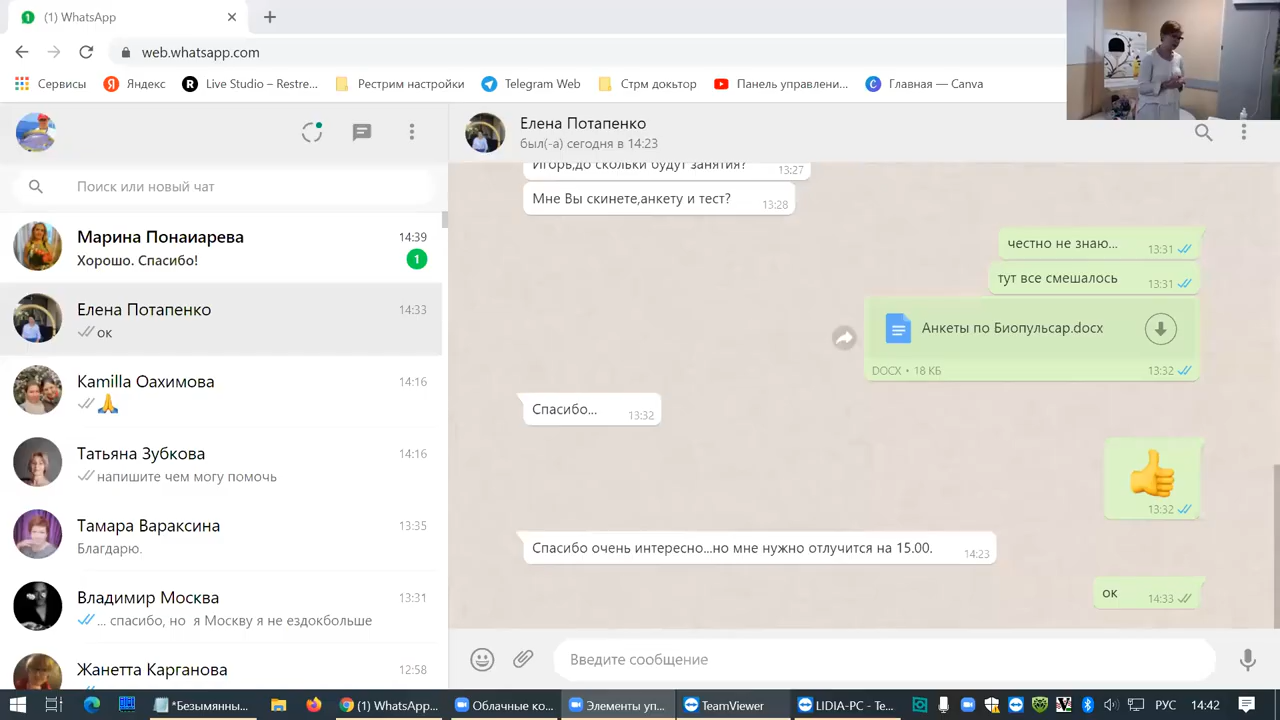 (1) WhatsApp
web.whatsapp.com
Сервисы
Яндекс
Live Studio – Restre...
Рестрим настройки
Telegram Web
Стрм докьтор
Панель управлени...
Главная — Canva
Поиск или новый чат
Марина Понаиарева
14:39
Хорошо. Спасибо!
1
Елена Потапенко
14:33
ок
Kamilla Оахимова
14:16
Татьяна Зубкова
14:16
напишите чем могу помочь
Тамара Вараксина
13:35
Благдарю.
Владимир Москва
13:31
... спасибо, но я Москву я не ездокбольше
Жанетта Карганова
12:58
Елена Потапенко
был(-а) сегодня в 14:23
Игорь,до скольки будут занятия?
13:27
Мне Вы скинете,анкету и тест?
13:28
честно не знаю...
13:31
тут все смешалось
13:31
Анкеты по Биопульсар.docx
DOCX • 18 КБ
13:32
Спасибо...
13:32
13:32
Спасибо очень интересно...но мне нужно отлучится на 15.00.
14:23
ок
14:33
Введите сообщение
*Безымянны...
(1) WhatsApp...
Облачные ко...
Элементы уп...
TeamViewer
LIDIA-PC - Te...
РУС
14:42